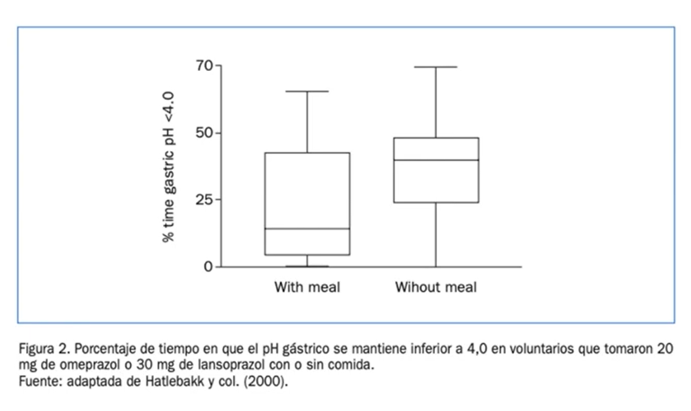 70
50
25
0
% time gastric pH <4.0
With meal
Wihout meal
Figura 2. Porcentaje de tiempo en que el pH gástrico se mantiene inferior a 4,0 en voluntarios que tomaron 20
mg de omeprazol o 30 mg de lansoprazol con o sin comida.
Fuente: adaptada de Hatlebakk y col. (2000).